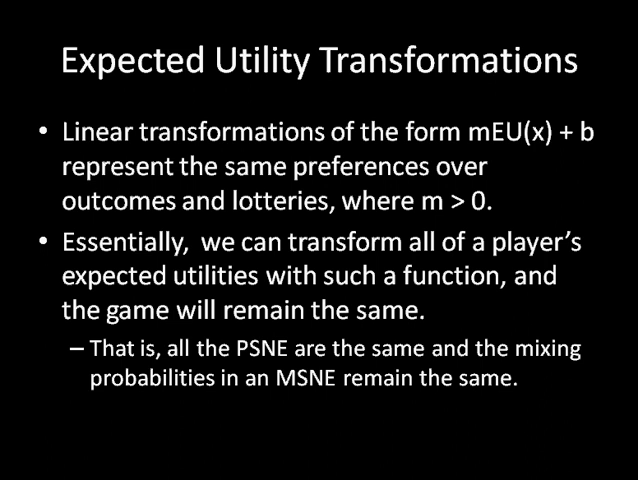 Expected Utility Transformations
• Linear transformations of the form mEU(x) + b
represent the same preferences over
outcomes and lotteries, where m > 0.
• Essentially, we can transform all of a player's
expected utilities with such a function, and
the game will remain the same.
– That is, all the PSNE are the same and the mixing
probabilities in an MSNE remain the same.